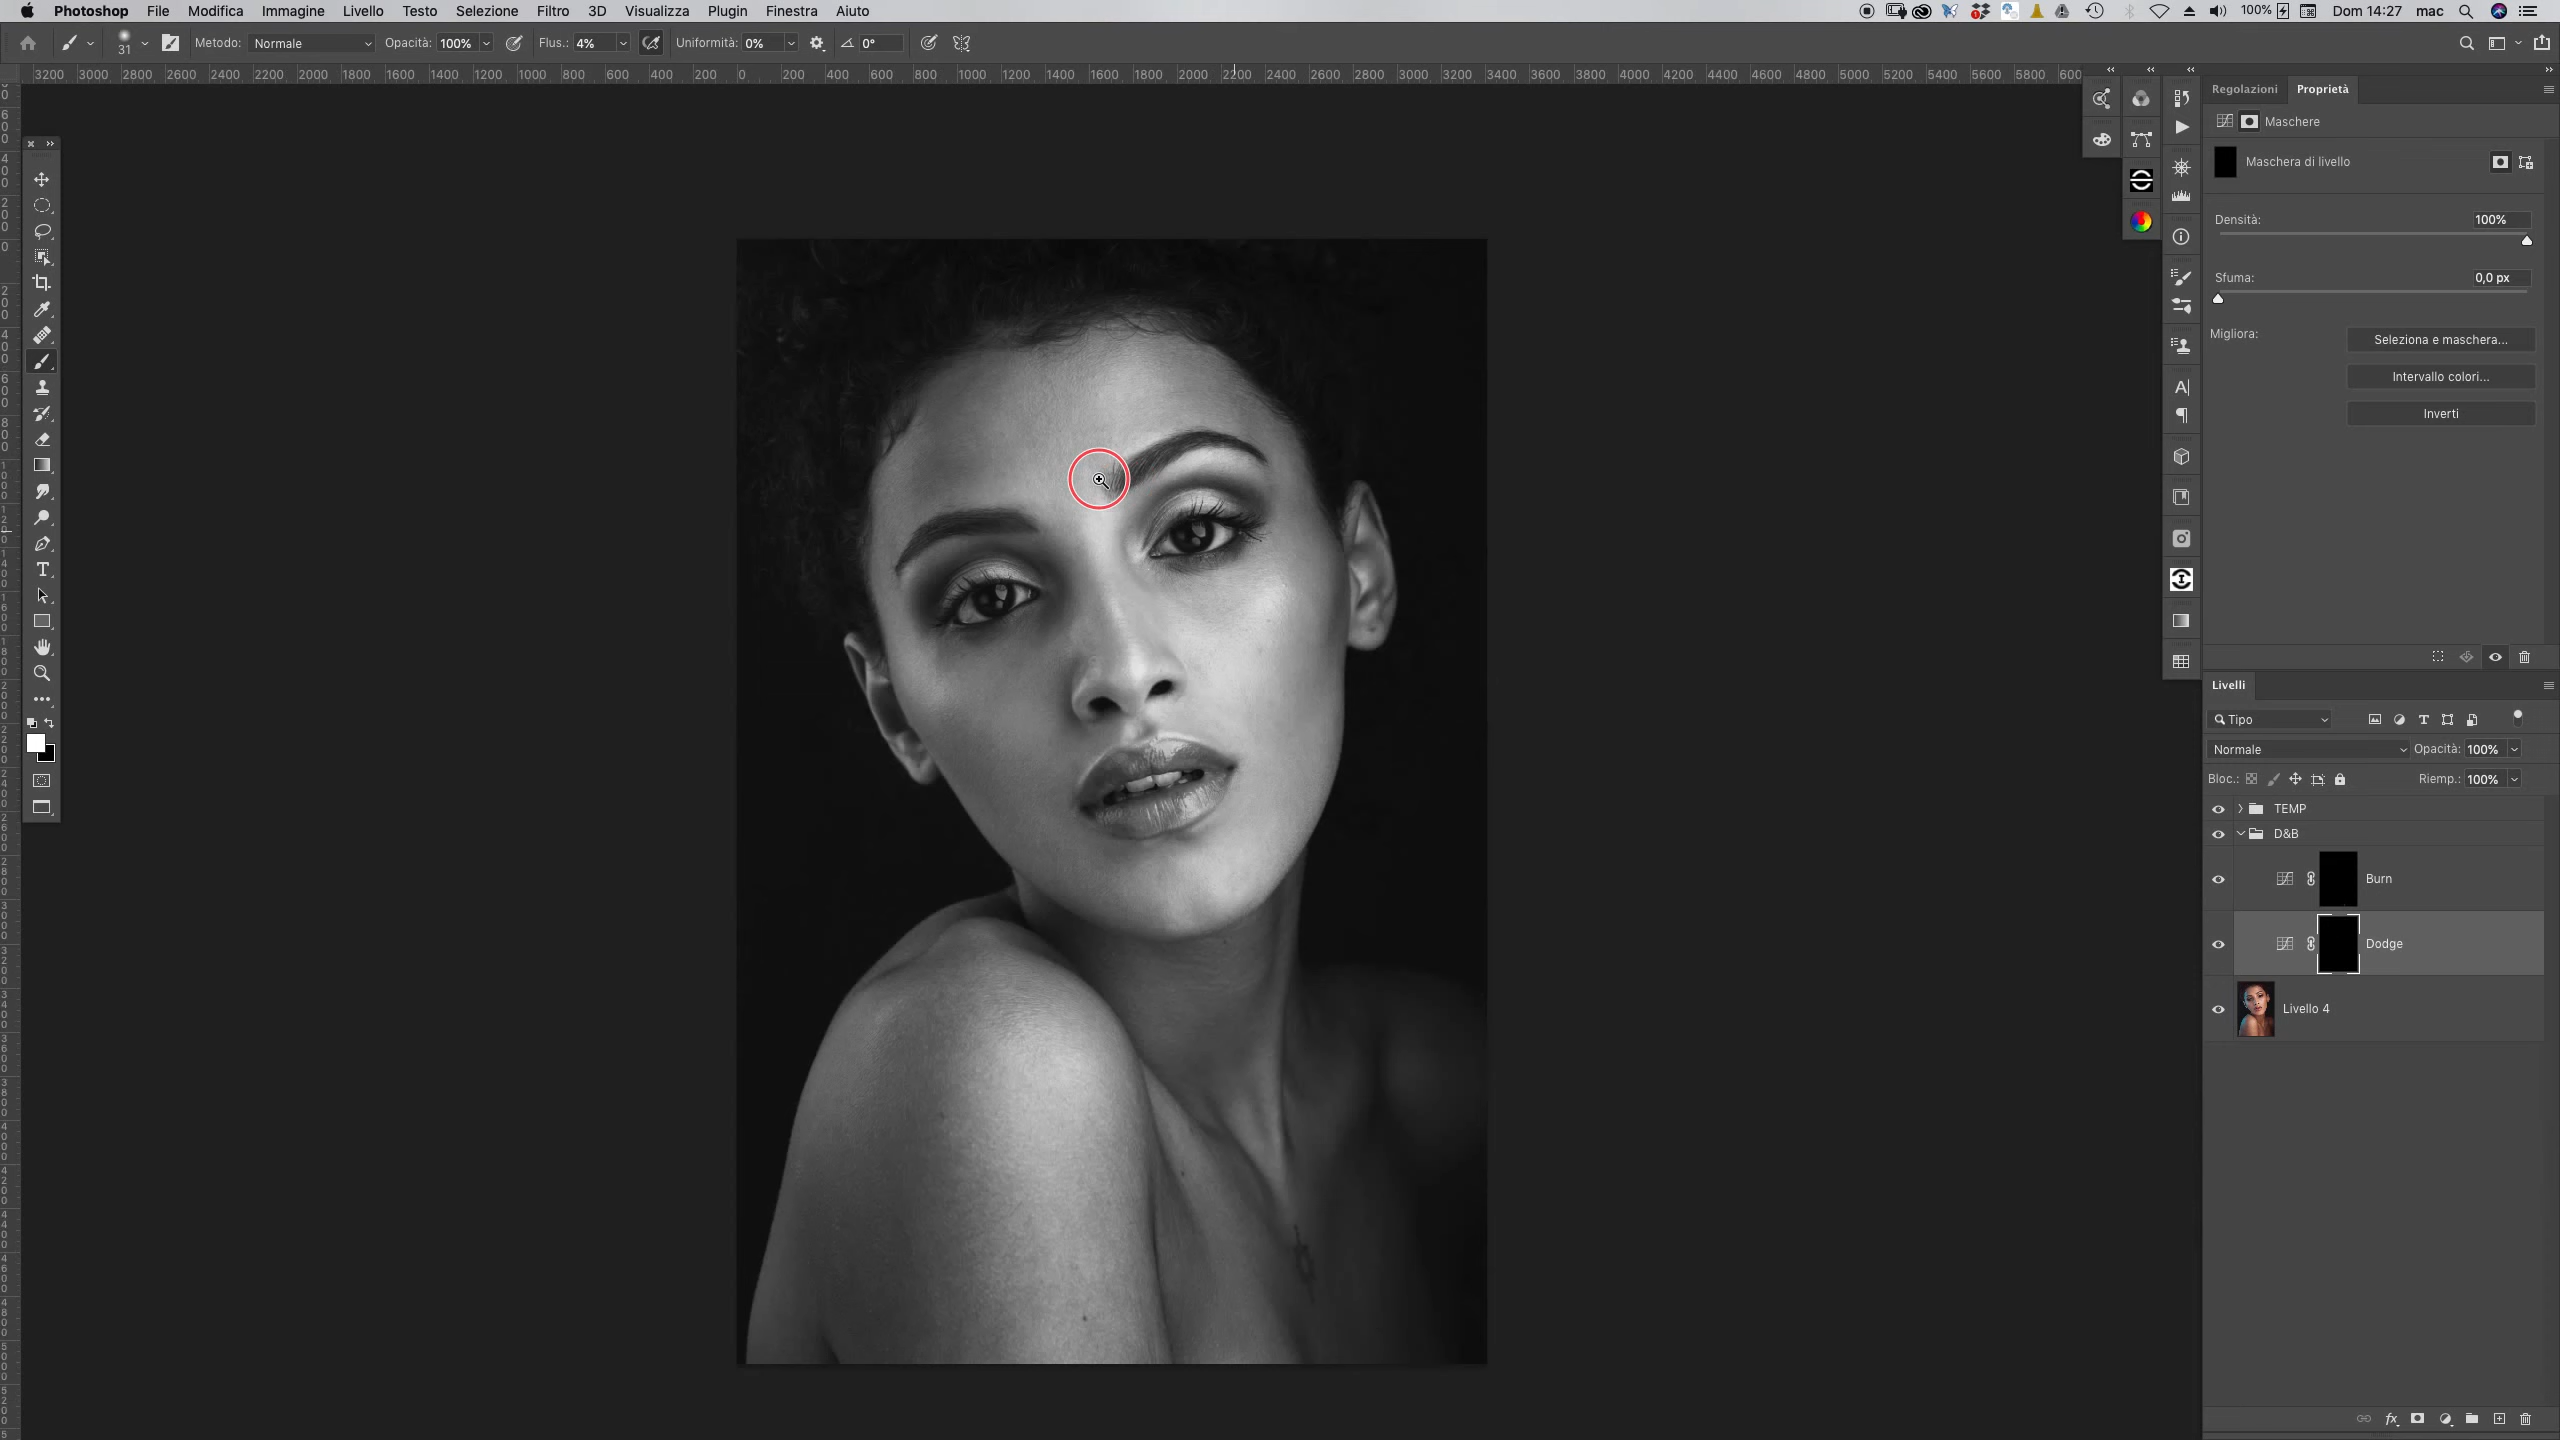 Photoshop File Modifica Immagine Livello Testo Selezione Filtro 3D Visualizza Plugin Finestra Aiuto 100% Dom 14:27 mac
31 Metodo: Normale Opacità: 100% Flus.: 4% Uniformità: 0% 0°
3200 3000 2800 2600 2400 2200 2000 1800 1600 1400 1200 1000 800 600 400 200 0 200 400 600 800 1000 1200 1400 1600 1800 2000 2200 2400 2600 2800 3000 3200 3400 3600 3800 4000 4200 4400 4600 4800 5000 5200 5400 5600 5800 600
Regolazioni Proprietà
Maschere
Maschera di livello
Densità: 100%
Sfuma: 0,0 px
Migliora: Seleziona e maschera...
Intervallo colori...
Inverti
Livelli
Tipo
Normale Opacità: 100%
Bloc.: Riemp.: 100%
TEMP
D&B
Burn
Dodge
Livello 4
fx